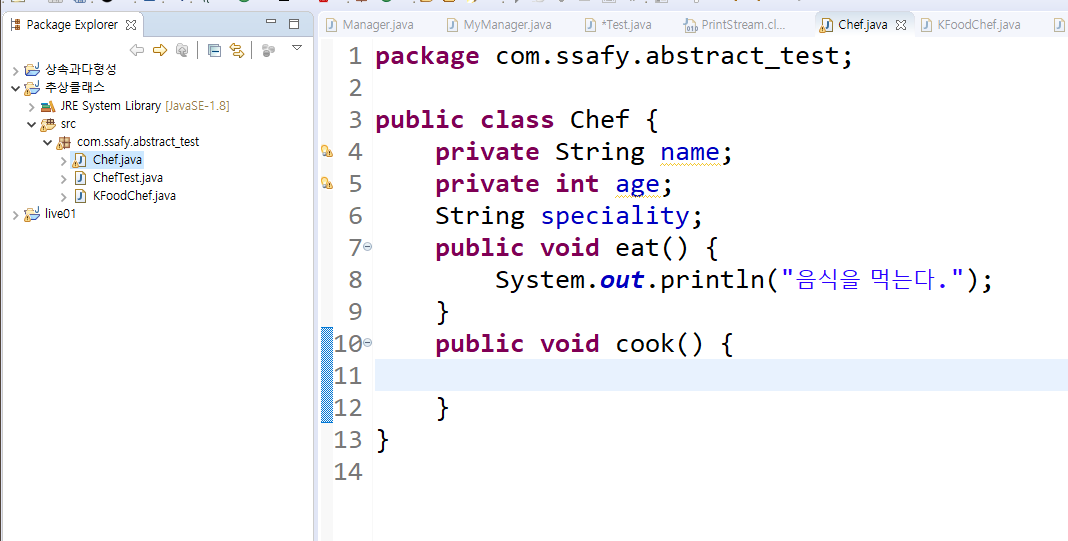 Package Explorer
Manager.java
MyManager.java
*Test.java
PrintStream.cl...
Chef.java
KFoodChef.java
상속과다형성
추상클래스
JRE System Library [JavaSE-1.8]
src
com.ssafy.abstract_test
Chef.java
ChefTest.java
KFoodChef.java
live01
1 package com.ssafy.abstract_test;
2
3 public class Chef {
4     private String name;
5     private int age;
6     String speciality;
7     public void eat() {
8         System.out.println("음식을 먹는다.");
9     }
10     public void cook() {
11
12     }
13 }
14